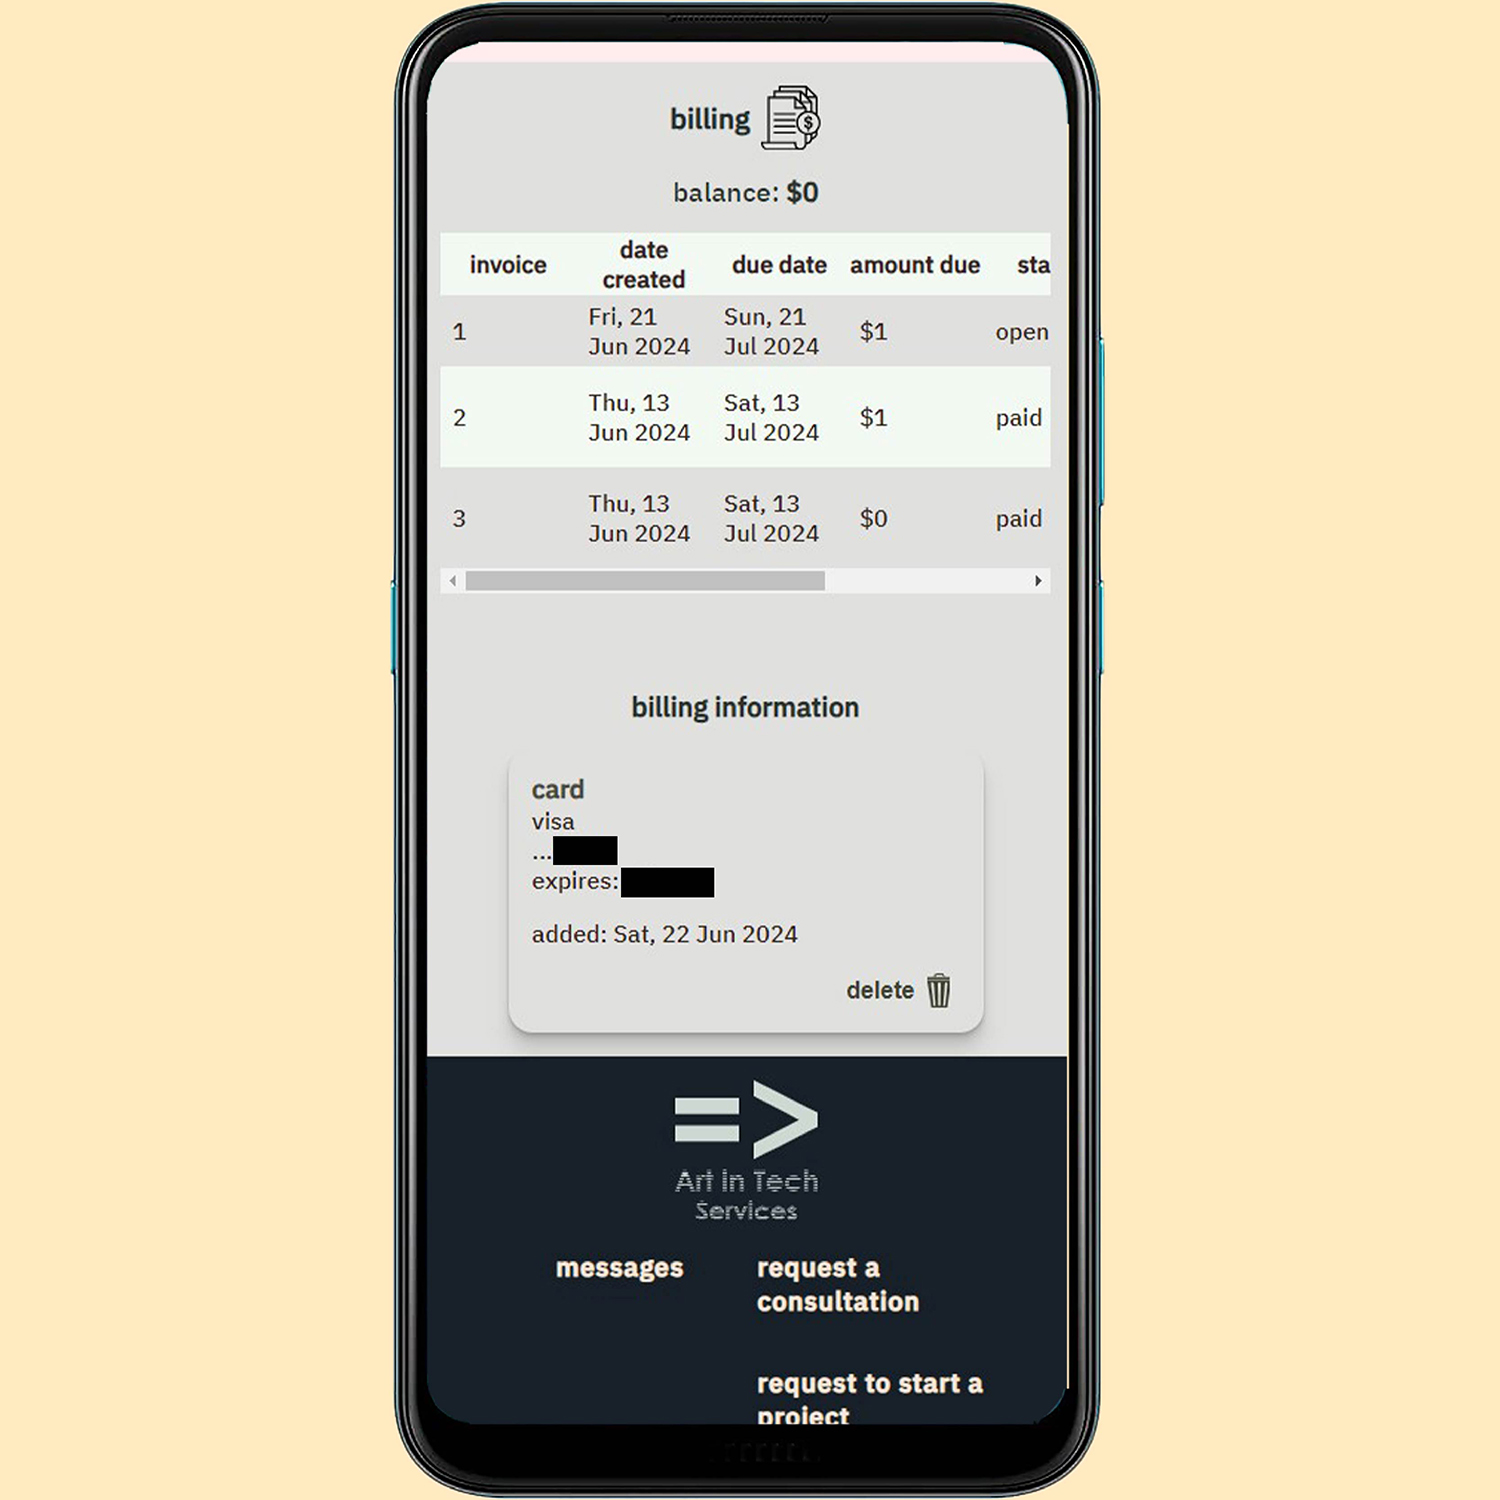 billing
$
balance: $0
invoice date created due date amount due sta
1 Fri, 21 Jun 2024 Sun, 21 Jul 2024 $1 open
2 Thu, 13 Jun 2024 Sat, 13 Jul 2024 $1 paid
3 Thu, 13 Jun 2024 Sat, 13 Jul 2024 $0 paid
billing information
card
visa
...
expires:
added: Sat, 22 Jun 2024
delete
=>
Art in Tech
Services
messages
request a
consultation
request to start a
project